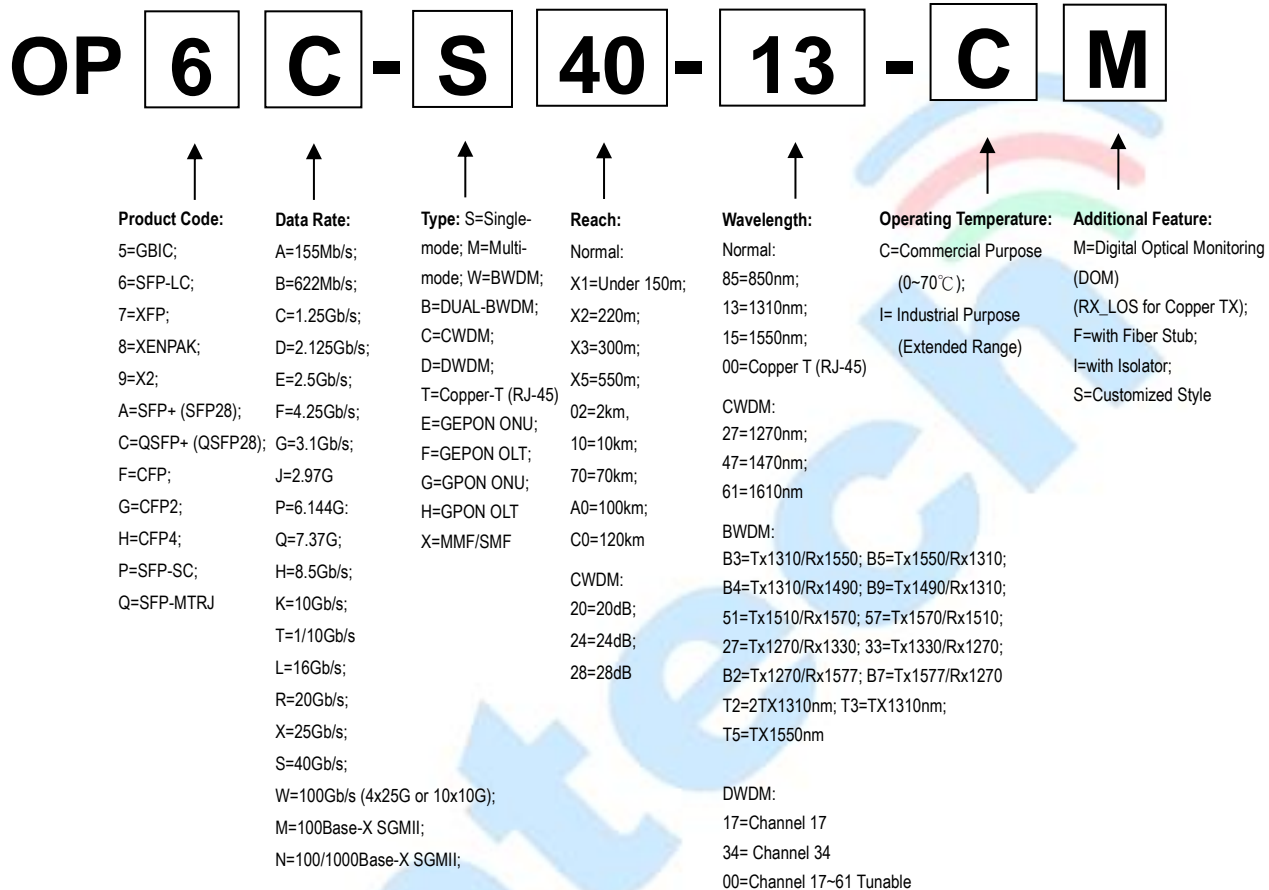 OP 6 C - S 40 - 13 - C M
Product Code:
5=GBIC;
6=SFP-LC;
7=XFP;
8=XENPAK;
9=X2;
A=SFP+ (SFP28);
C=QSFP+ (QSFP28);
F=CFP;
G=CFP2;
H=CFP4;
P=SFP-SC;
Q=SFP-MTRJ
Data Rate:
A=155Mb/s;
B=622Mb/s;
C=1.25Gb/s;
D=2.125Gb/s;
E=2.5Gb/s;
F=4.25Gb/s;
G=3.1Gb/s;
J=2.97G
P=6.144G:
Q=7.37G;
H=8.5Gb/s;
K=10Gb/s;
T=1/10Gb/s
L=16Gb/s;
R=20Gb/s;
X=25Gb/s;
S=40Gb/s;
W=100Gb/s (4x25G or 10x10G);
M=100Base-X SGMII;
N=100/1000Base-X SGMII;
Type: S=Single-
mode; M=Multi-
mode; W=BWDM;
B=DUAL-BWDM;
C=CWDM;
D=DWDM;
T=Copper-T (RJ-45)
E=GEPON ONU;
F=GEPON OLT;
G=GPON ONU;
H=GPON OLT
X=MMF/SMF
Reach:
Normal:
X1=Under 150m;
X2=220m;
X3=300m;
X5=550m;
02=2km,
10=10km;
70=70km;
A0=100km;
C0=120km
CWDM:
20=20dB;
24=24dB;
28=28dB
Wavelength:
Normal:
85=850nm;
13=1310nm;
15=1550nm;
00=Copper T (RJ-45)
CWDM:
27=1270nm;
47=1470nm;
61=1610nm
BWDM:
B3=Tx1310/Rx1550; B5=Tx1550/Rx1310;
B4=Tx1310/Rx1490; B9=Tx1490/Rx1310;
51=Tx1510/Rx1570; 57=Tx1570/Rx1510;
27=Tx1270/Rx1330; 33=Tx1330/Rx1270;
B2=Tx1270/Rx1577; B7=Tx1577/Rx1270
T2=2TX1310nm; T3=TX1310nm;
T5=TX1550nm
DWDM:
17=Channel 17
34= Channel 34
00=Channel 17~61 Tunable
Operating Temperature:
C=Commercial Purpose
(0~70℃);
I= Industrial Purpose
(Extended Range)
Additional Feature:
M=Digital Optical Monitoring
(DOM)
(RX_LOS for Copper TX);
F=with Fiber Stub;
I=with Isolator;
S=Customized Style